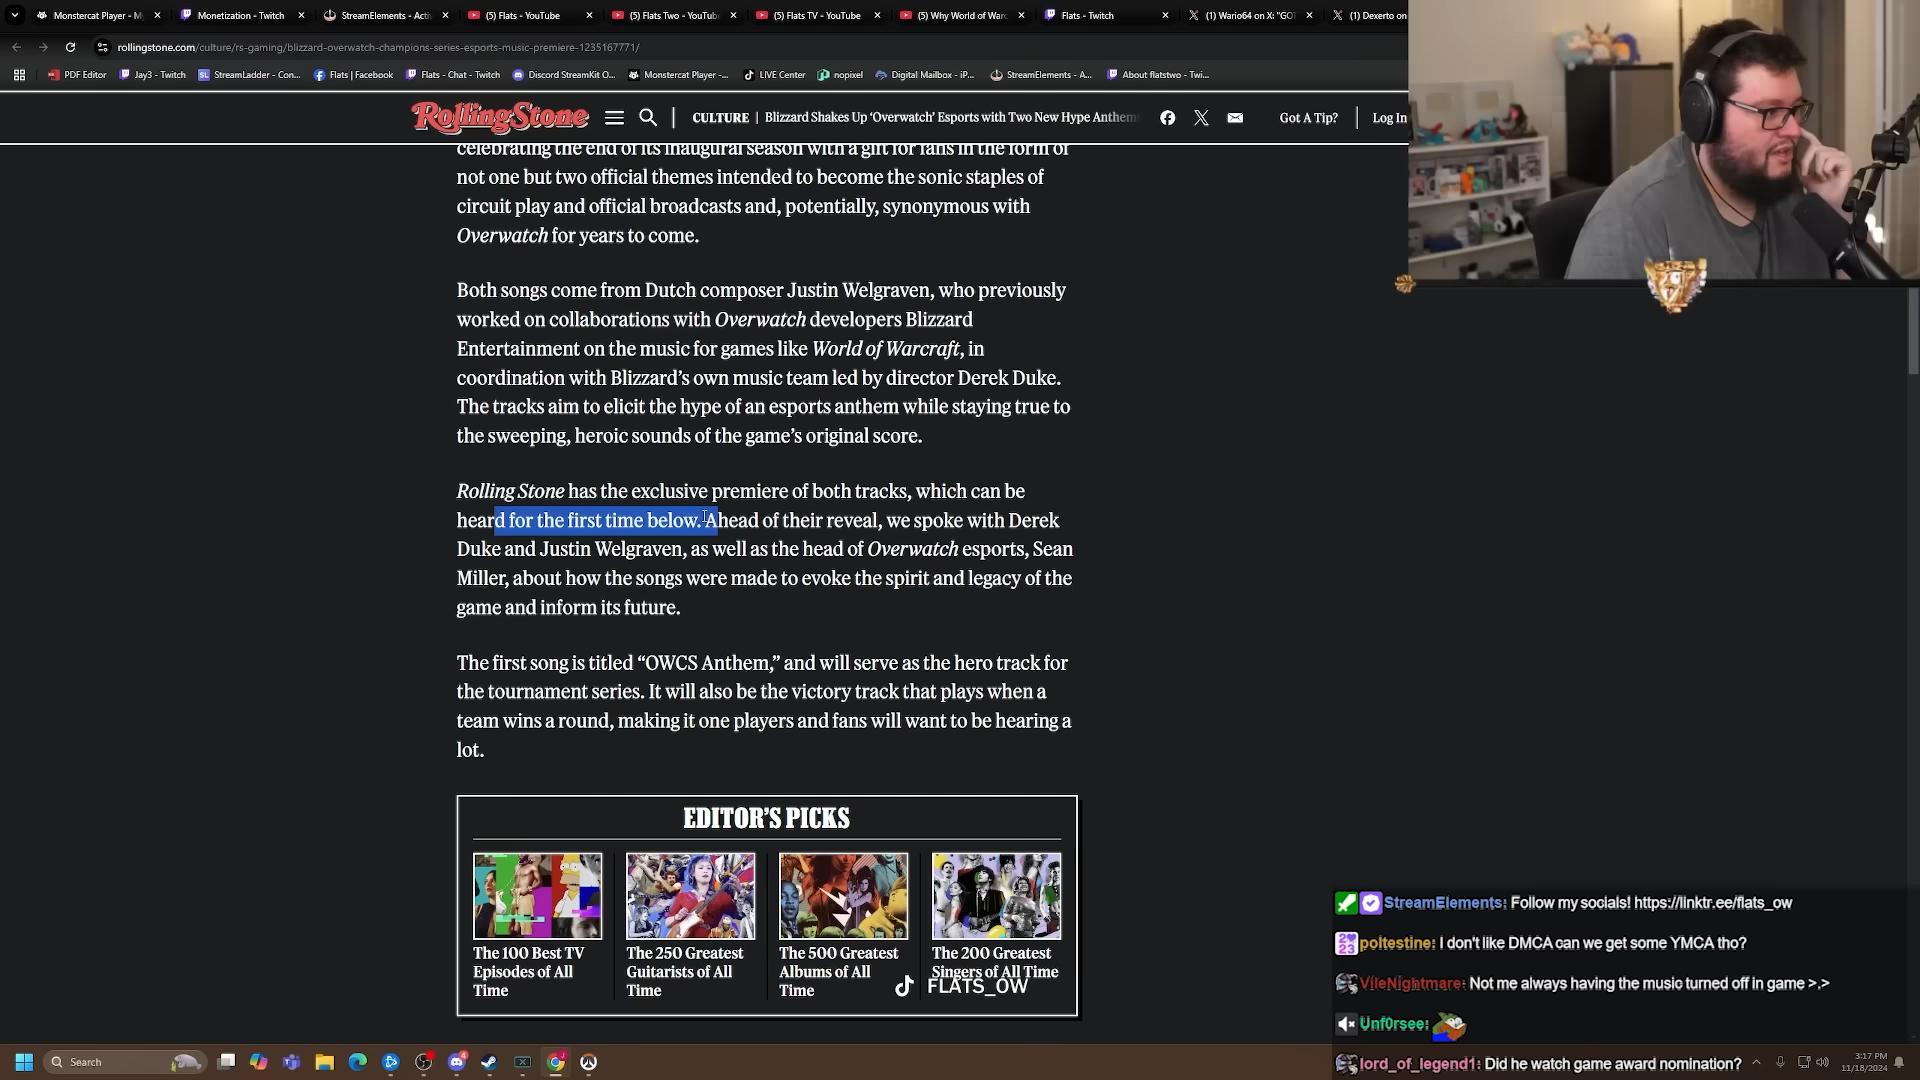 Monstercat Player - My
Monetization - Twitch
StreamElements - Activ
(5) Flats - YouTube
(5) Flats Two - YouTube
(5) Flats TV - YouTube
(5) Why World of Warc
Flats - Twitch
(1) Wario64 on X: "GOT
(1) Dexerto on
rollingstone.com/culture/rs-gaming/blizzard-overwatch-champions-series-esports-music-premiere-1235167771/
PDF Editor
Jay3 - Twitch
StreamLadder - Con...
Flats | Facebook
Flats - Chat - Twitch
Discord StreamKit O...
Monstercat Player -...
LIVE Center
nopixel
Digital Mailbox - iP...
StreamElements - A...
About flatstwo - Twi...
RollingStone
CULTURE | Blizzard Shakes Up ‘Overwatch’ Esports with Two New Hype Anthem
Got A Tip?
Log In
celebrating the end of its inaugural season with a gift for fans in the form of
not one but two official themes intended to become the sonic staples of
circuit play and official broadcasts and, potentially, synonymous with
Overwatch for years to come.
Both songs come from Dutch composer Justin Welgraven, who previously
worked on collaborations with Overwatch developers Blizzard
Entertainment on the music for games like World of Warcraft, in
coordination with Blizzard’s own music team led by director Derek Duke.
The tracks aim to elicit the hype of an esports anthem while staying true to
the sweeping, heroic sounds of the game’s original score.
Rolling Stone has the exclusive premiere of both tracks, which can be
heard for the first time below. Ahead of their reveal, we spoke with Derek
Duke and Justin Welgraven, as well as the head of Overwatch esports, Sean
Miller, about how the songs were made to evoke the spirit and legacy of the
game and inform its future.
The first song is titled “OWCS Anthem,” and will serve as the hero track for
the tournament series. It will also be the victory track that plays when a
team wins a round, making it one players and fans will want to be hearing a
lot.
EDITOR’S PICKS
The 100 Best TV
Episodes of All
Time
The 250 Greatest
Guitarists of All
Time
The 500 Greatest
Albums of All
Time
The 200 Greatest
Singers of All Time
FLATS_OW
StreamElements: Follow my socials! https://linktr.ee/flats_ow
poltestine: I don't like DMCA can we get some YMCA tho?
VileNightmare: Not me always having the music turned off in game >.>
Unf0rsee:
lord_of_legend1: Did he watch game award nomination?
Search
3:17 PM
11/18/2024